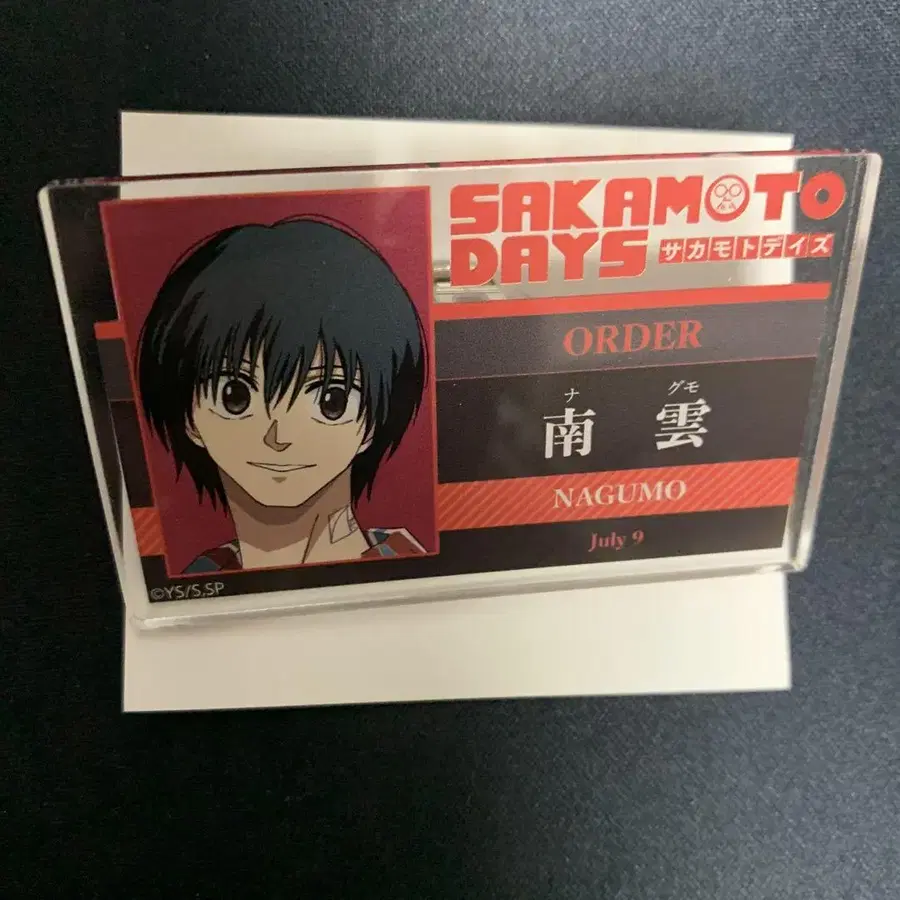 SAKAMOTO
DAYS サカモトデイズ
ORDER
ナ グモ
南 雲
NAGUMO
July 9
©YS/S,SP